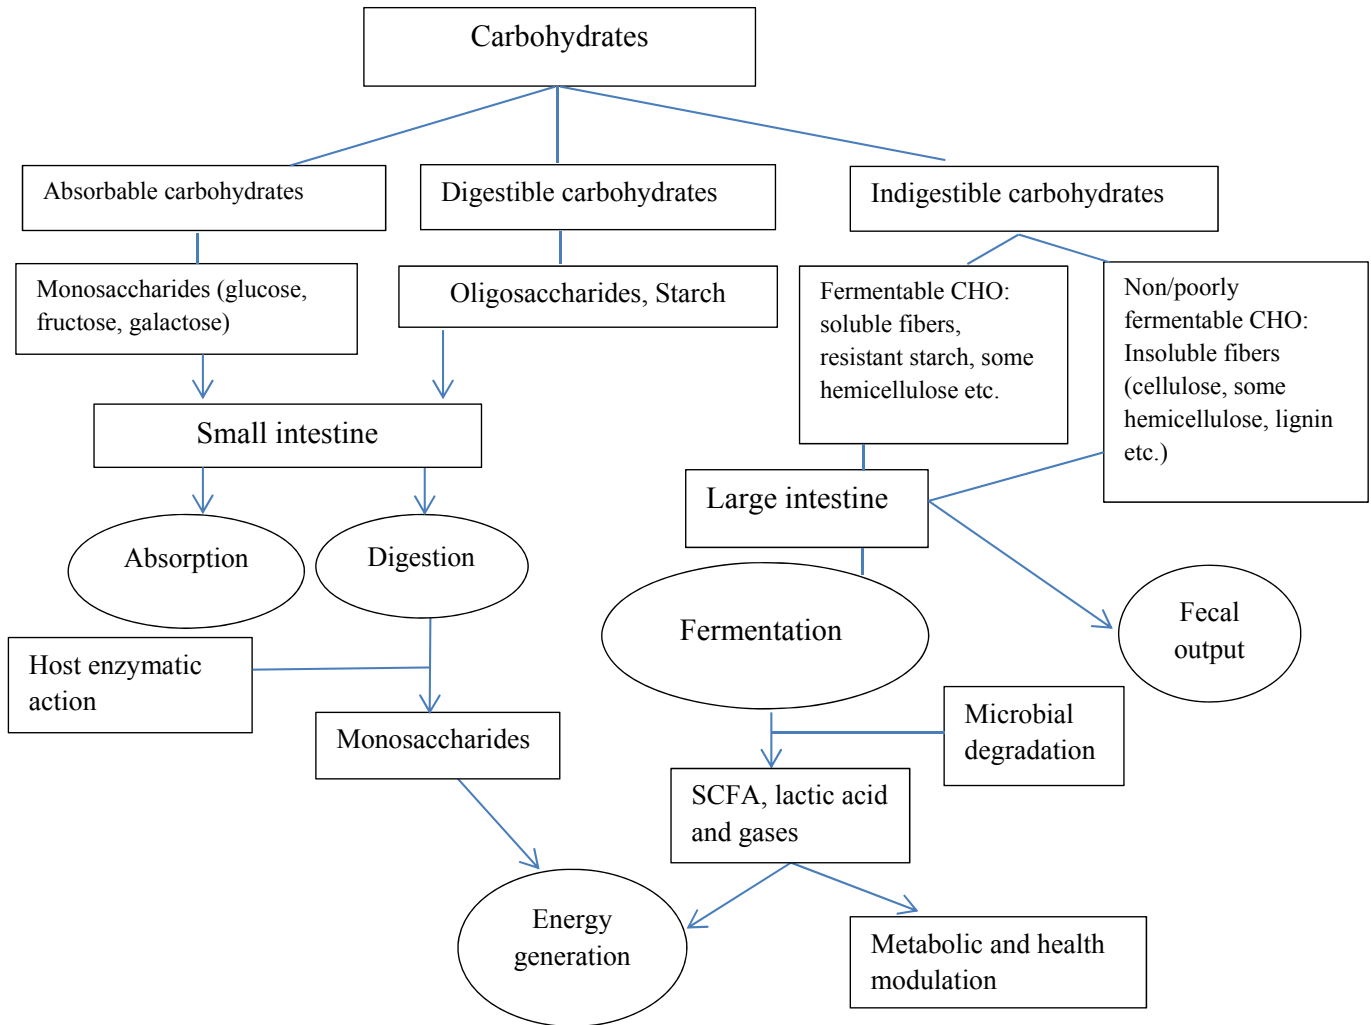 Carbohydrates
Absorbable carbohydrates
Digestible carbohydrates
Indigestible carbohydrates
Monosaccharides (glucose,
fructose, galactose)
Oligosaccharides, Starch
Fermentable CHO:
soluble fibers,
resistant starch, some
hemicellulose etc.
Non/poorly
fermentable CHO:
Insoluble fibers
(cellulose, some
hemicellulose, lignin
etc.)
Small intestine
Large intestine
Absorption
Digestion
Fermentation
Fecal
output
Host enzymatic
action
Monosaccharides
Microbial
degradation
SCFA, lactic acid
and gases
Energy
generation
Metabolic and health
modulation